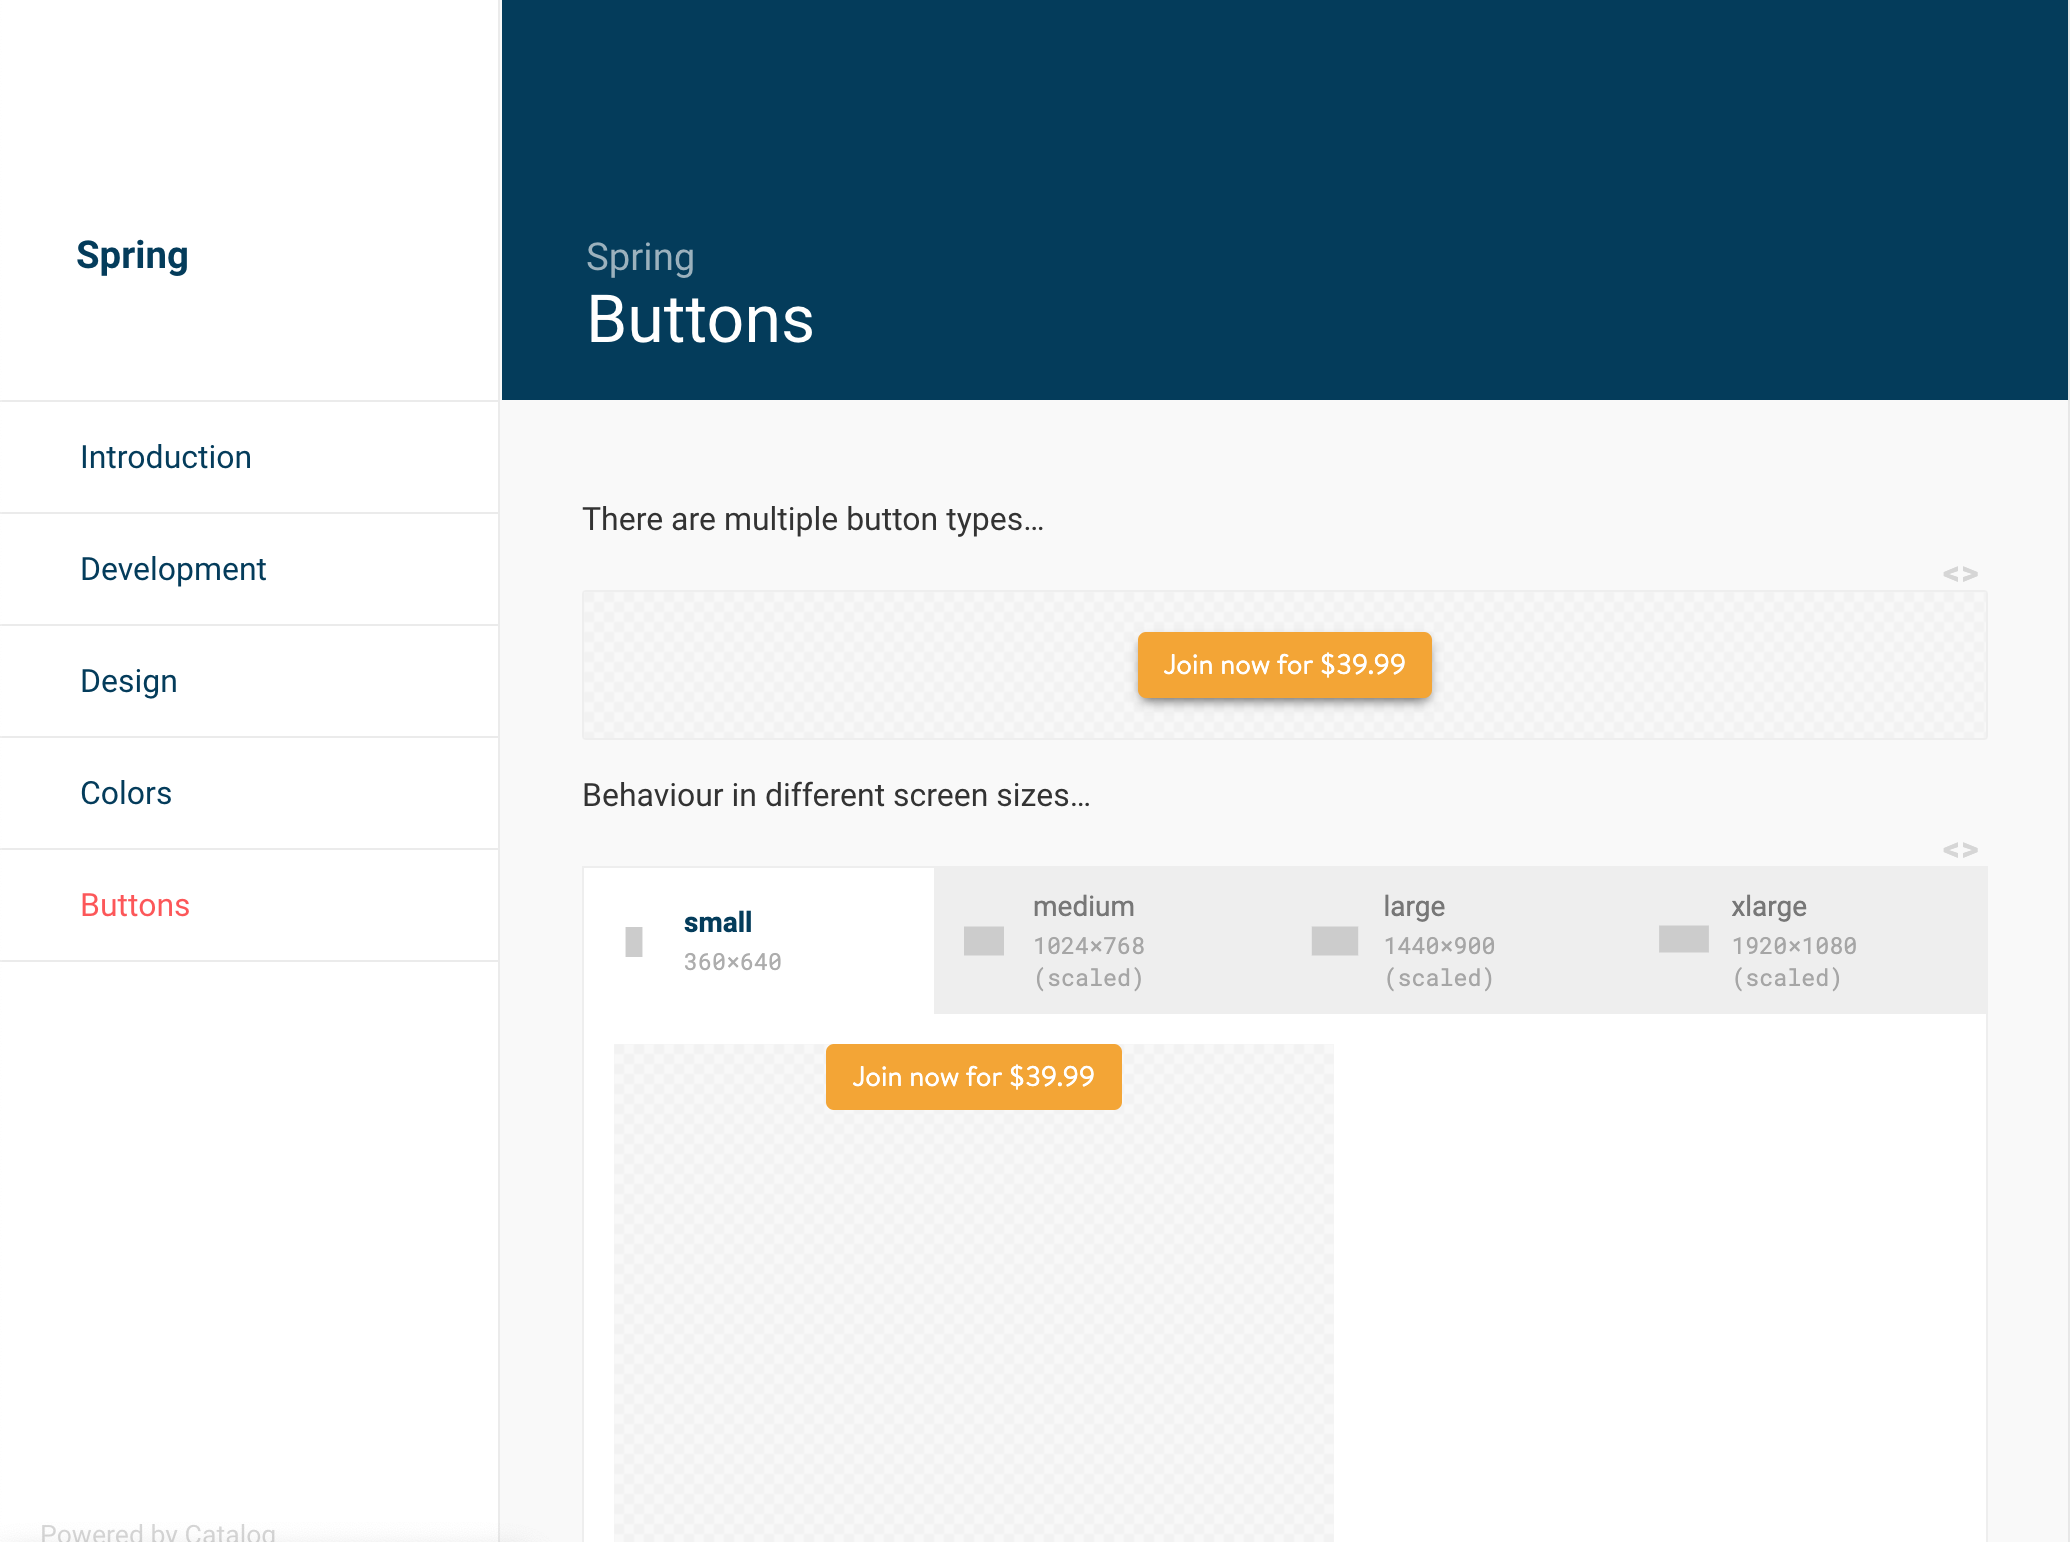 Spring
Introduction
Development
Design
Colors
Buttons
Powered by Catalog
Spring
Buttons
There are multiple button types…
<>
Join now for $39.99
Behaviour in different screen sizes…
<>
small
360×640
medium
1024×768
(scaled)
large
1440×900
(scaled)
xlarge
1920×1080
(scaled)
Join now for $39.99